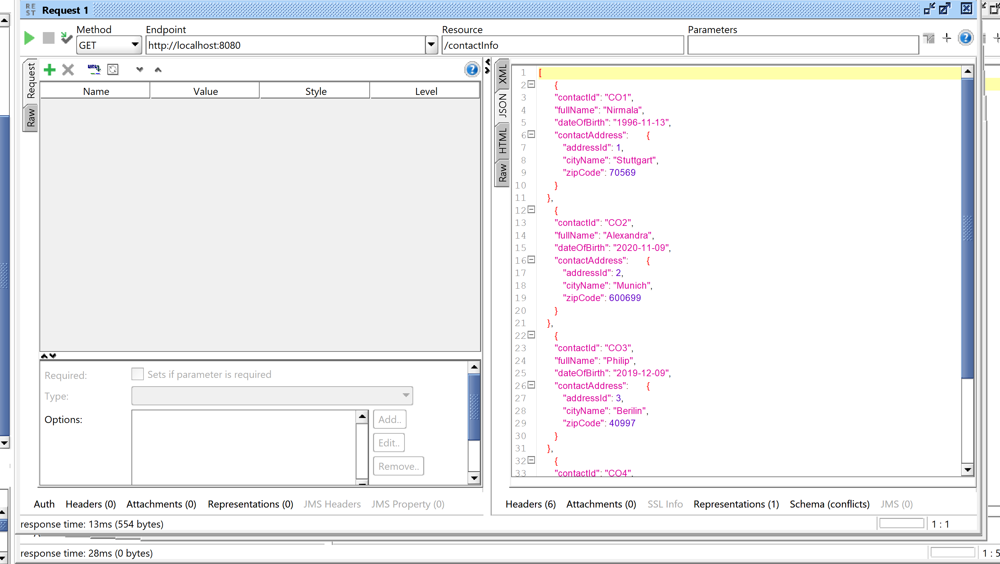 RE
ST
Request 1
Method
Endpoint
Resource
Parameters
GET
http://localhost:8080
/contactInfo
Request
Raw
URL
Name Value Style Level
XML
JSON
HTML
Raw
1 [
2 {
3 "contactId": "CO1",
4 "fullName": "Nirmala",
5 "dateOfBirth": "1996-11-13",
6 "contactAddress": {
7 "addressId": 1,
8 "cityName": "Stuttgart",
9 "zipCode": 70569
10 }
11 },
12 {
13 "contactId": "CO2",
14 "fullName": "Alexandra",
15 "dateOfBirth": "2020-11-09",
16 "contactAddress": {
17 "addressId": 2,
18 "cityName": "Munich",
19 "zipCode": 600699
20 }
21 },
22 {
23 "contactId": "CO3",
24 "fullName": "Philip",
25 "dateOfBirth": "2019-12-09",
26 "contactAddress": {
27 "addressId": 3,
28 "cityName": "Berilin",
29 "zipCode": 40997
30 }
31 },
32 {
33 "contactId": "CO4",
Required: Sets if parameter is required
Type:
Options:
Add..
Edit..
Remove..
Auth Headers (0) Attachments (0) Representations (0) JMS Headers JMS Property (0)
Headers (6) Attachments (0) SSL Info Representations (1) Schema (conflicts) JMS (0)
response time: 13ms (554 bytes)
1 : 1
response time: 28ms (0 bytes)
1 : 5